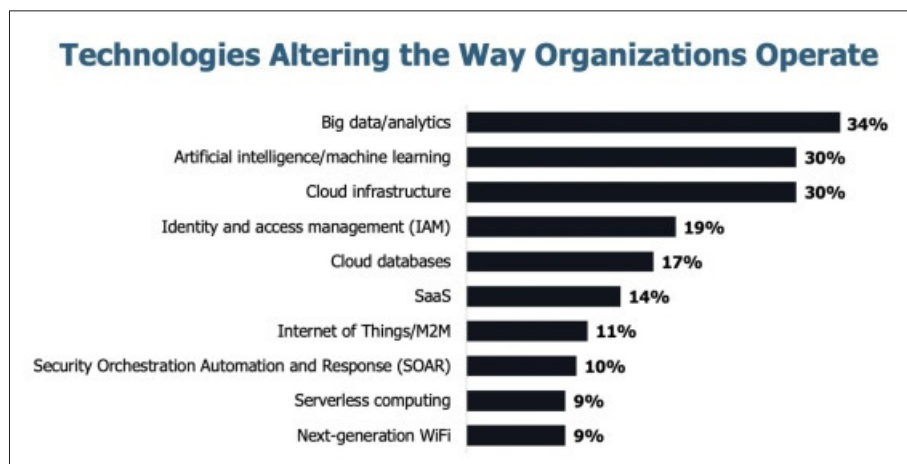 Technologies Altering the Way Organizations Operate
Big data/analytics 34%
Artificial intelligence/machine learning 30%
Cloud infrastructure 30%
Identity and access management (IAM) 19%
Cloud databases 17%
SaaS 14%
Internet of Things/M2M 11%
Security Orchestration Automation and Response (SOAR) 10%
Serverless computing 9%
Next-generation WiFi 9%